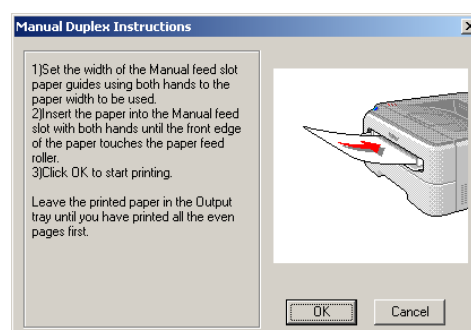 Manual Duplex Instructions
1)Set the width of the Manual feed slot
paper guides using both hands to the
paper width to be used.
2)Insert the paper into the Manual feed
slot with both hands until the front edge
of the paper touches the paper feed
roller.
3)Click OK to start printing.
Leave the printed paper in the Output
tray until you have printed all the even
pages first.
OK
Cancel